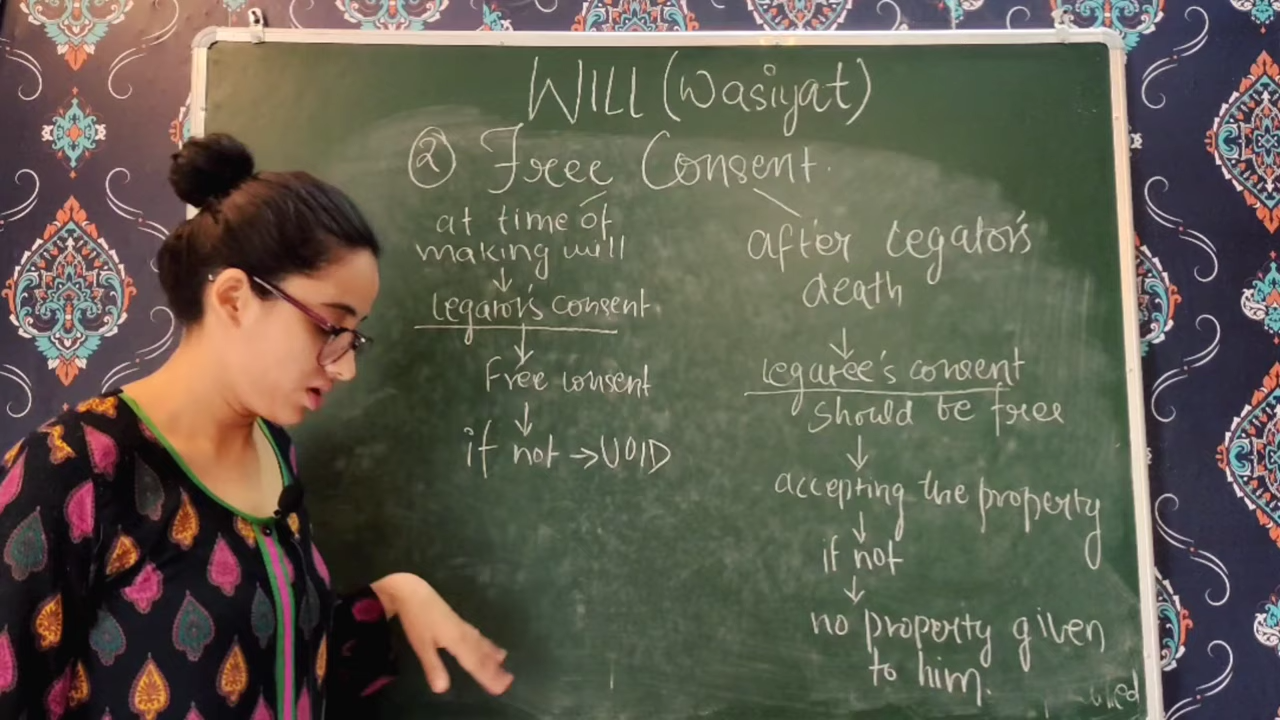 WILL (Wasiyat)
② Free Consent.
at time of
making will
↓
legator's consent
↓
Free consent
↓
if not → VOID
after legator's
death
↓
legatee's consent
should be free
↓
accepting the property
↓
if not
↓
no property given
to him.